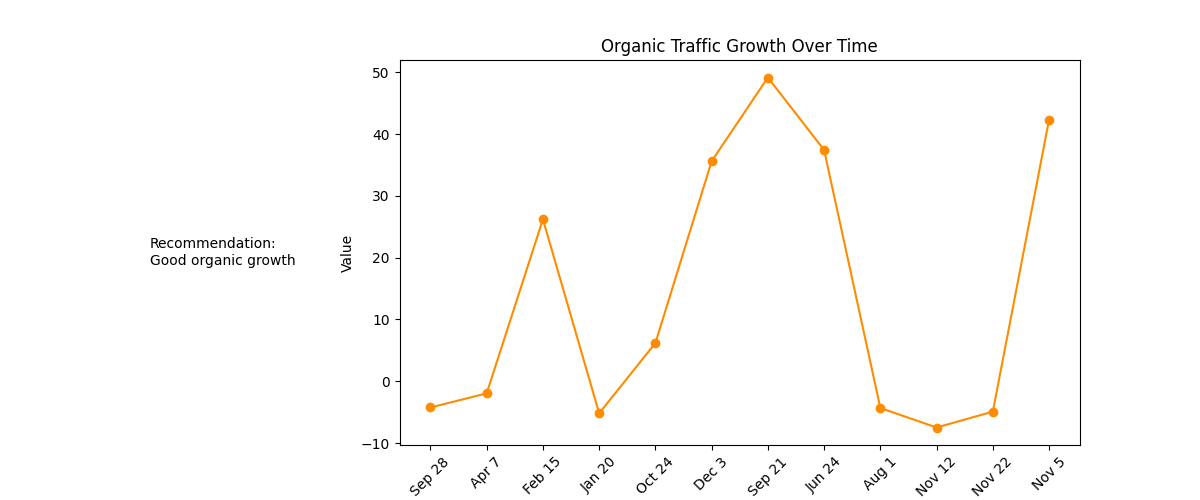 Organic Traffic Growth Over Time
Recommendation:
Good organic growth
Value
50
40
30
20
10
0
−10
Sep 28
Apr 7
Feb 15
Jan 20
Oct 24
Dec 3
Sep 21
Jun 24
Aug 1
Nov 12
Nov 22
Nov 5